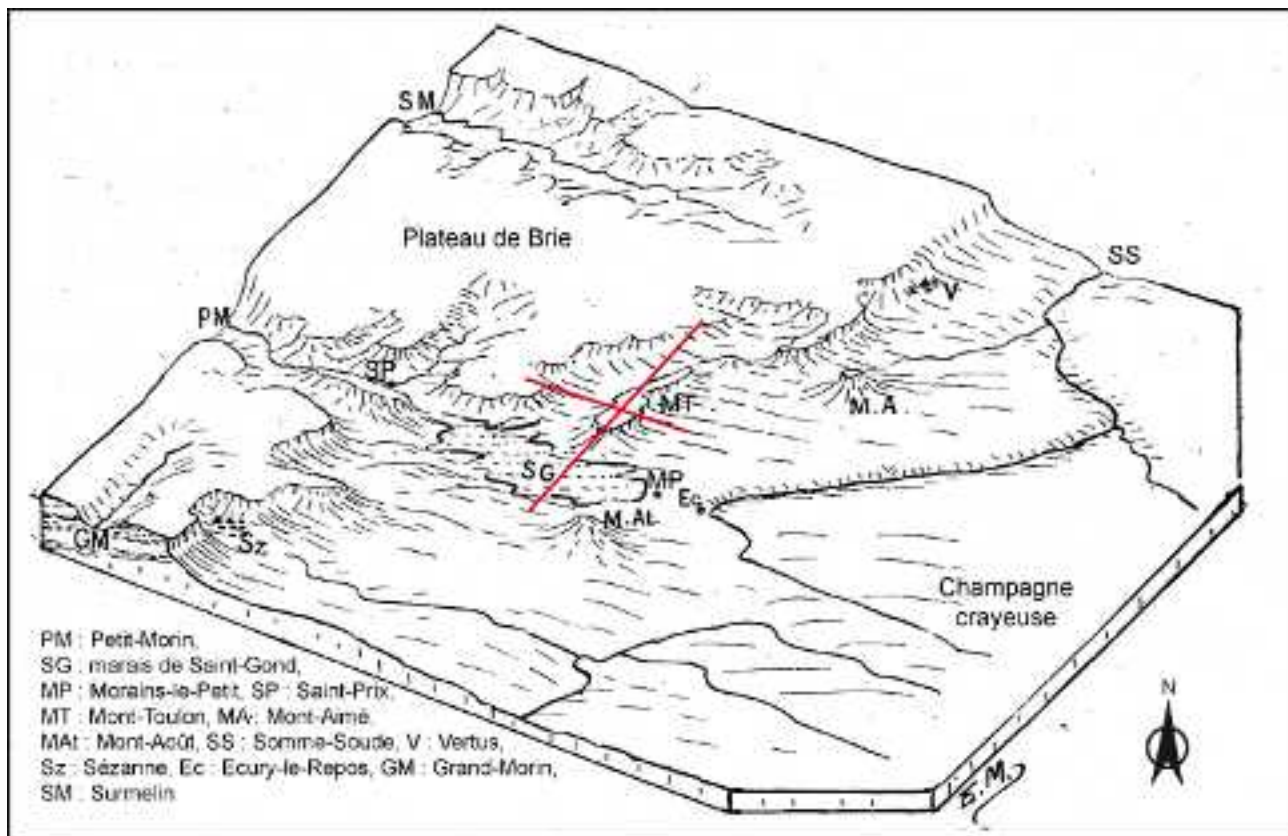 SM
Plateau de Brie
SS
V
PM
SP
MT
M.A.
SG
MP
Ec
M.At.
GM
Sz
Champagne
crayeuse
PM : Petit-Morin,
SG : marais de Saint-Gond,
MP : Morains-le-Petit, SP : Saint-Prix,
MT : Mont-Toulon, MA : Mont-Aimé,
MAt : Mont-Août, SS : Somme-Soude, V : Vertus,
Sz : Sézanne, Ec : Ecury-le-Repos, GM : Grand-Morin,
SM : Surmelin
N
S.M.